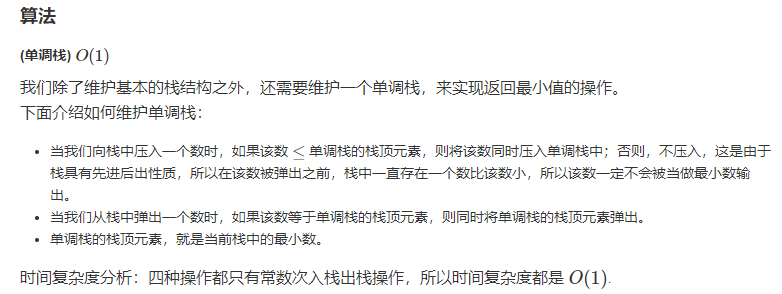 算法
(单调栈) O(1)
我们除了维护基本的栈结构之外，还需要维护一个单调栈，来实现返回最小值的操作。
下面介绍如何维护单调栈：
• 当我们向栈中压入一个数时，如果该数 ≤ 单调栈的栈顶元素，则将该数同时压入单调栈中；否则，不压入，这是由于
栈具有先进后出性质，所以在该数被弹出之前，栈中一直存在一个数比该数小，所以该数一定不会被当做最小数输
出。
• 当我们从栈中弹出一个数时，如果该数等于单调栈的栈顶元素，则同时将单调栈的栈顶元素弹出。
• 单调栈的栈顶元素，就是当前栈中的最小数。
时间复杂度分析：四种操作都只有常数次入栈出栈操作，所以时间复杂度都是 O(1).